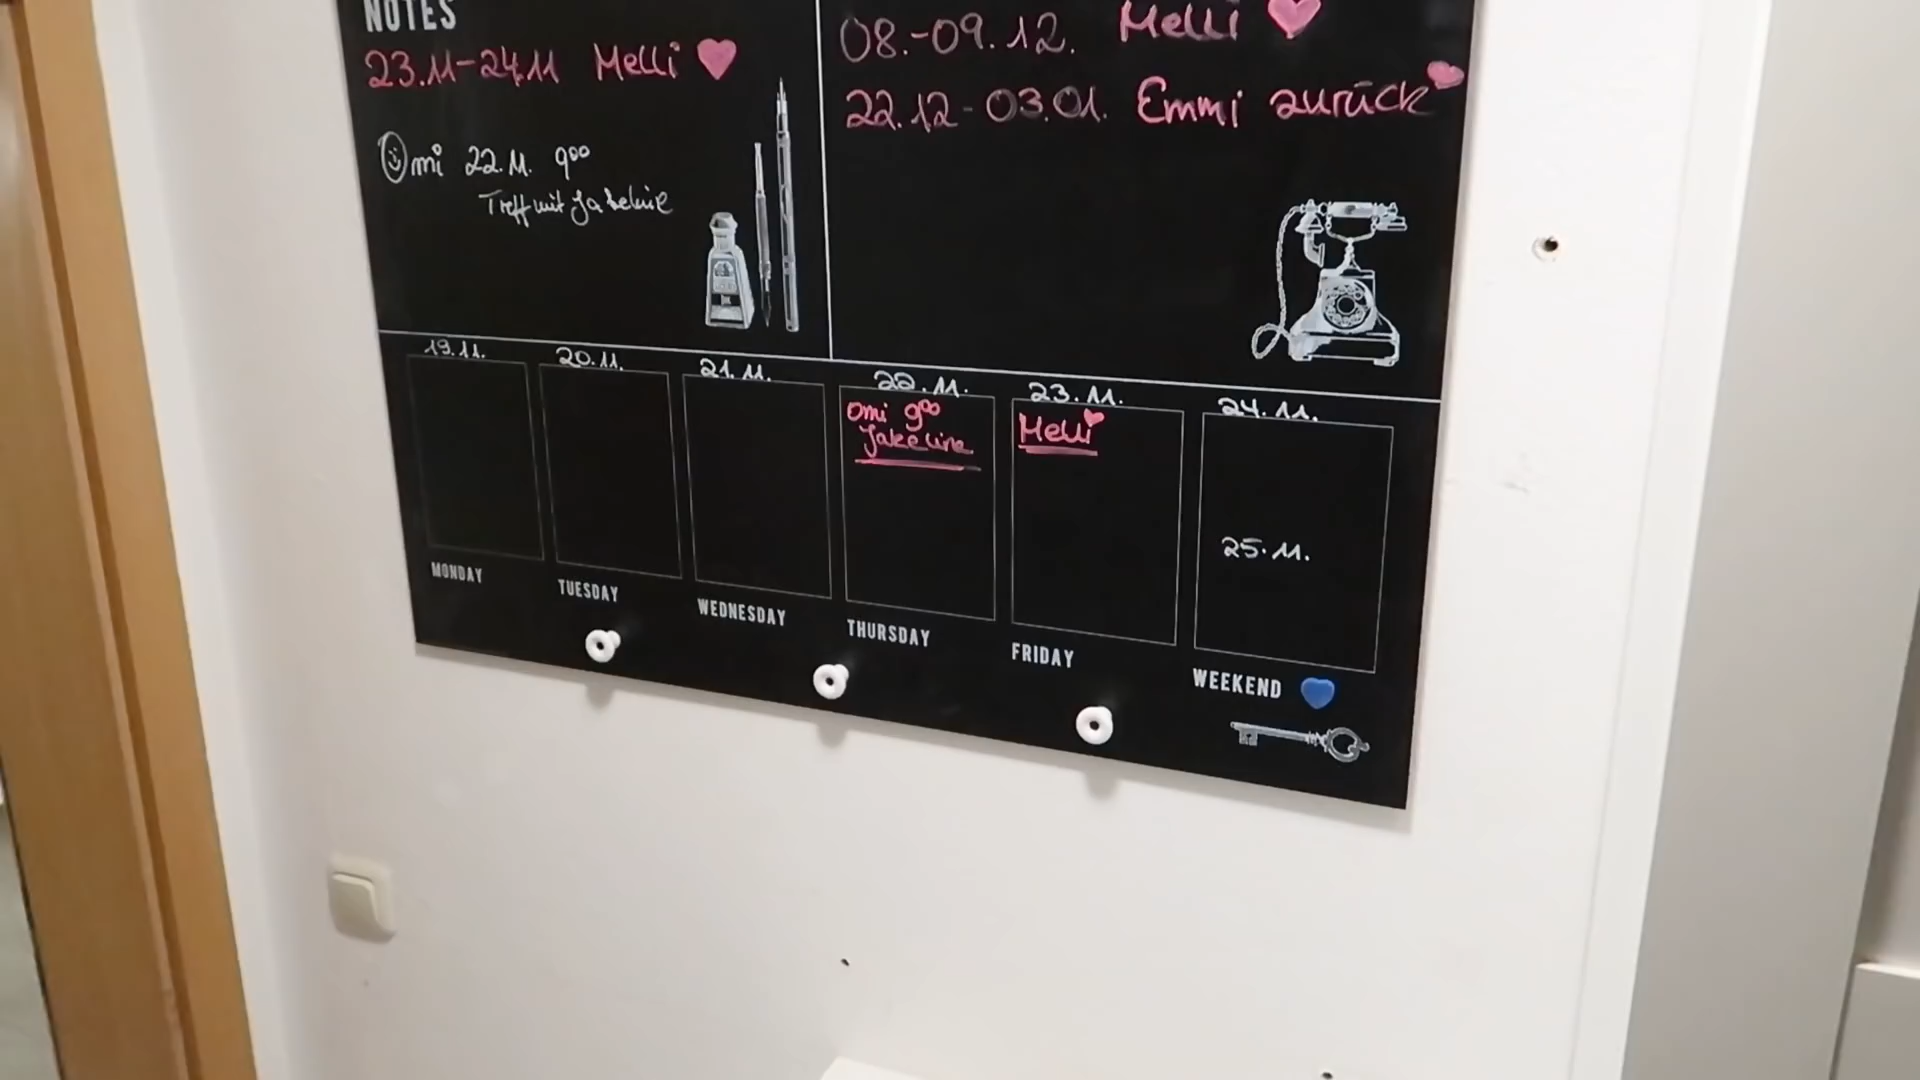 NOTES
23.11-24.11 Melli
Omi 22.11. 9⁰⁰
Treff mit Jakeline
08.-09.12. Melli
22.12-03.01. Emmi zurück
19.11.
20.11.
21.11.
22.11.
23.11.
24.11.
Omi 9⁰⁰
Jakeline
Melli
25.11.
MONDAY
TUESDAY
WEDNESDAY
THURSDAY
FRIDAY
WEEKEND